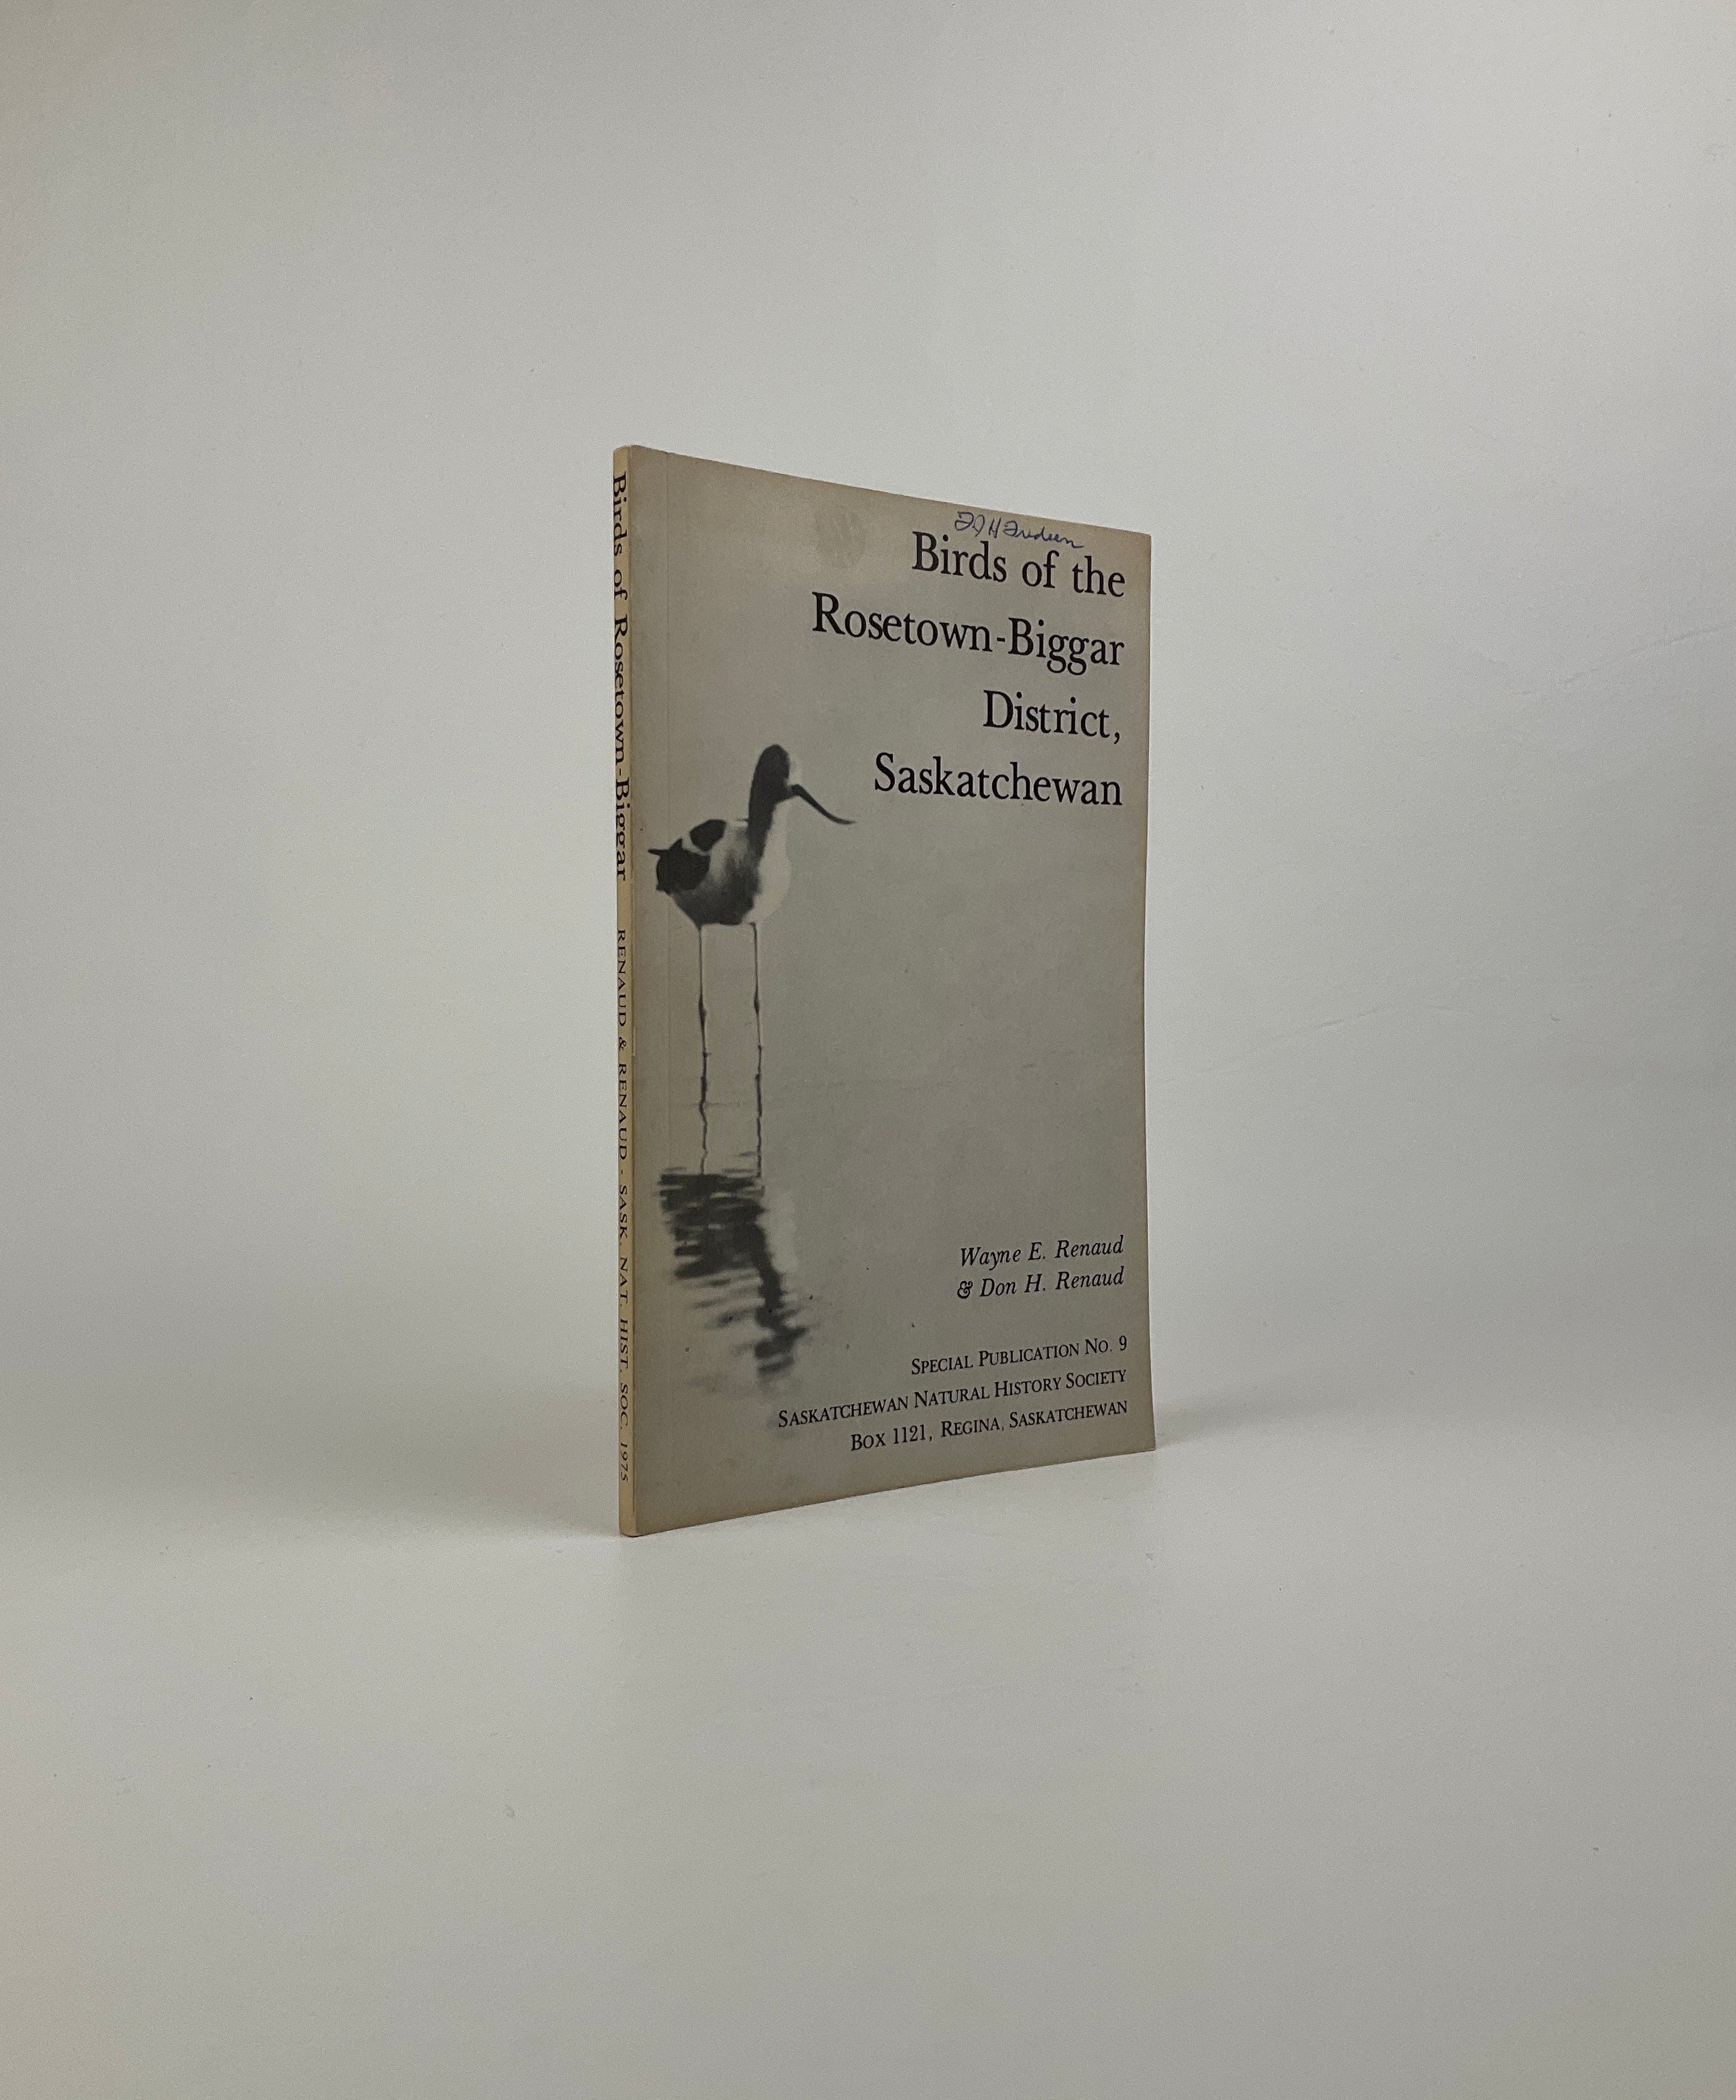 Birds of Rosetown-Biggar RENAUD & RENAUD - SASK. NAT. HIST. SOC. 1975
Birds of the
Rosetown-Biggar
District,
Saskatchewan
Wayne E. Renaud
& Don H. Renaud
SPECIAL PUBLICATION NO. 9
SASKATCHEWAN NATURAL HISTORY SOCIETY
BOX 1121, REGINA, SASKATCHEWAN